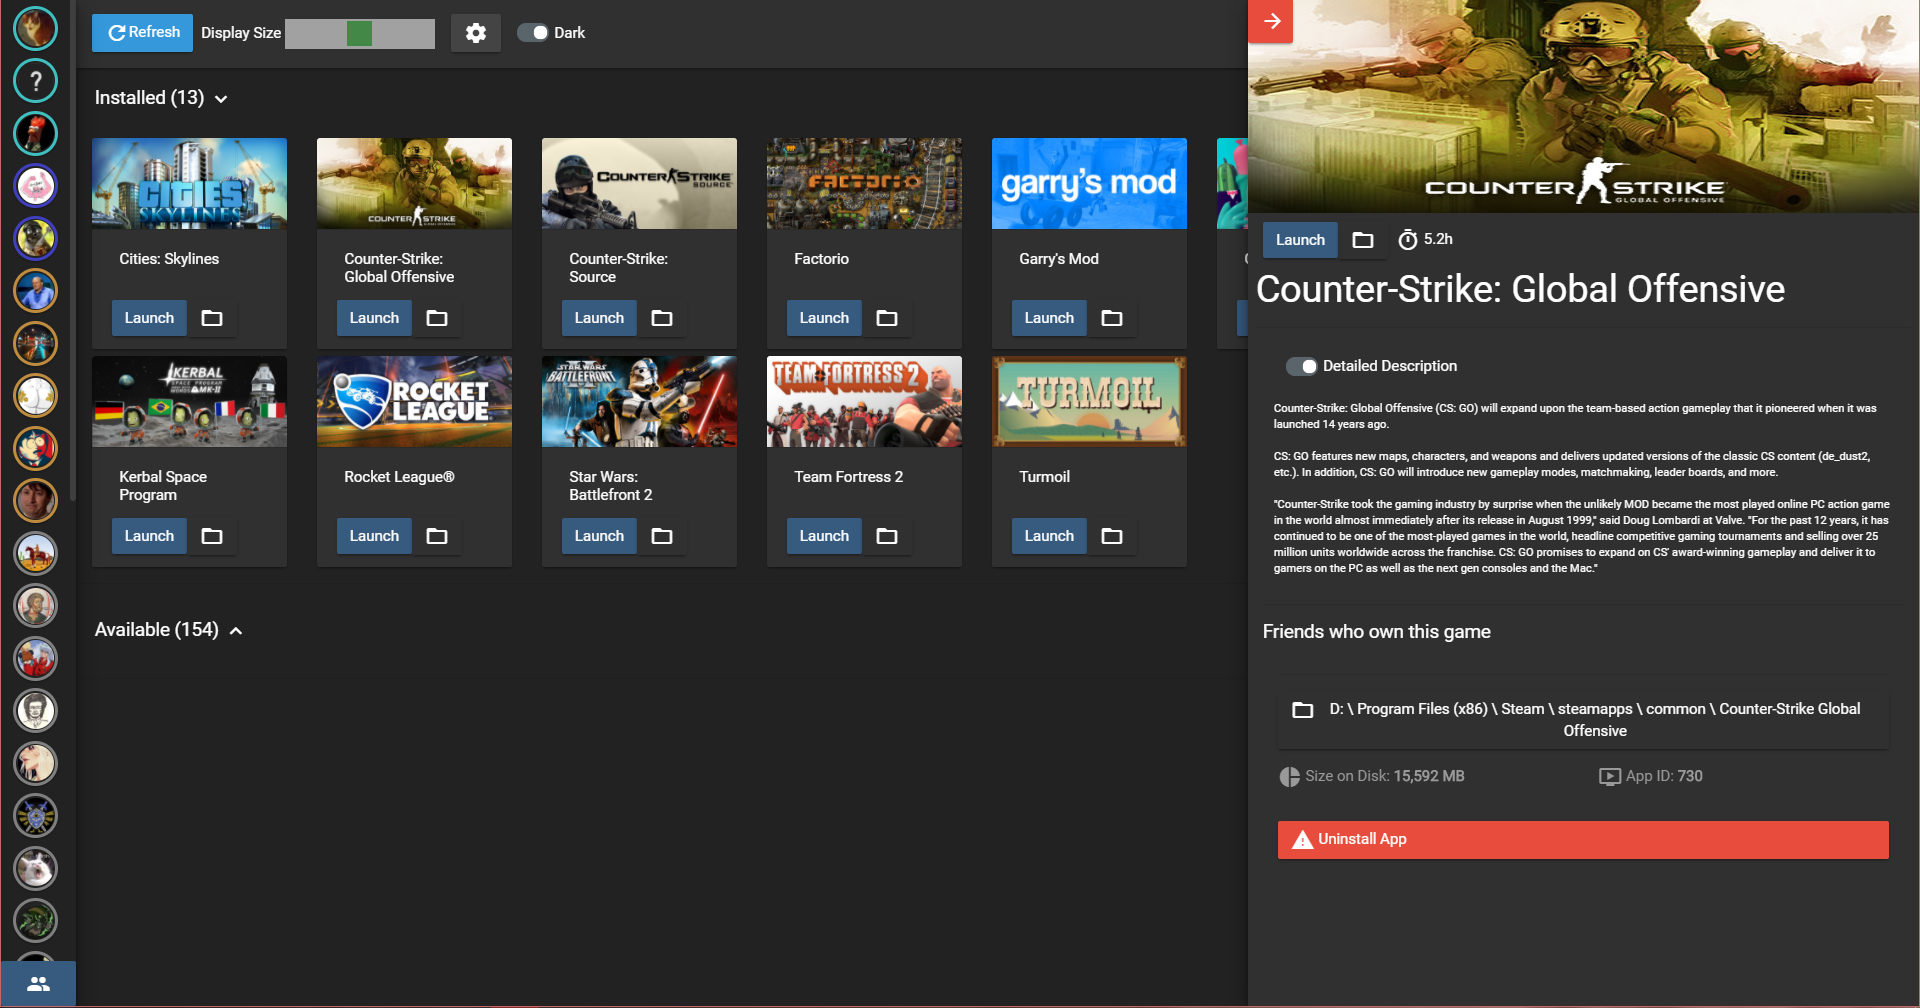 Refresh
Display Size
Dark
Installed (13)
CITIES
SKYLINES
Cities: Skylines
Launch
COUNTER STRIKE
GLOBAL OFFENSIVE
Counter-Strike:
Global Offensive
Launch
COUNTER STRIKE
SOURCE
Counter-Strike:
Source
Launch
FACTORIO
Factorio
Launch
garry's mod
Garry's Mod
Launch
KERBAL
SPACE PROGRAM
MK-II
Kerbal Space
Program
Launch
ROCKET
LEAGUE
Rocket League®
Launch
STAR WARS
BATTLEFRONT
II
Star Wars:
Battlefront 2
Launch
TEAM FORTRESS 2
Team Fortress 2
Launch
TURMOIL
Turmoil
Launch
Available (154)
COUNTER STRIKE
GLOBAL OFFENSIVE
Launch
5.2h
Counter-Strike: Global Offensive
Detailed Description
Counter-Strike: Global Offensive (CS: GO) will expand upon the team-based action gameplay that it pioneered when it was
launched 14 years ago.
CS: GO features new maps, characters, and weapons and delivers updated versions of the classic CS content (de_dust2,
etc.). In addition, CS: GO will introduce new gameplay modes, matchmaking, leader boards, and more.
"Counter-Strike took the gaming industry by surprise when the unlikely MOD became the most played online PC action game
in the world almost immediately after its release in August 1999," said Doug Lombardi at Valve. "For the past 12 years, it has
continued to be one of the most-played games in the world, headline competitive gaming tournaments and selling over 25
million units worldwide across the franchise. CS: GO promises to expand on CS' award-winning gameplay and deliver it to
gamers on the PC as well as the next gen consoles and the Mac."
Friends who own this game
D: \ Program Files (x86) \ Steam \ steamapps \ common \ Counter-Strike Global
Offensive
Size on Disk: 15,592 MB
App ID: 730
Uninstall App